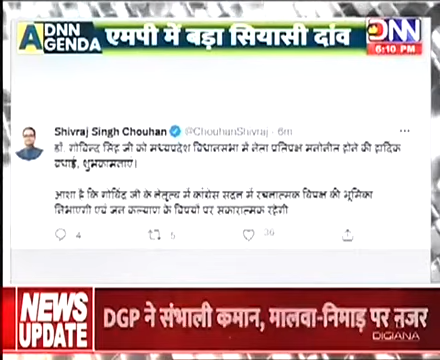 A DNN
GENDA
एमपी में बड़ा सियासी दांव
DNN
6:10 PM
Shivraj Singh Chouhan @ChouhanShivraj · 6m
डॉ. गोविन्द सिंह जी को मध्यप्रदेश विधानसभा में नेता प्रतिपक्ष मनोनीत होने की हार्दिक
बधाई, शुभकामनाएं।
आशा है कि गोविंद जी के नेतृत्व में कांग्रेस सदन में रचनात्मक विपक्ष की भूमिका
निभाएगी एवं जन कल्याण के विषयों पर सकारात्मक रहेगी
4 5 36
NEWS
UPDATE
DGP ने संभाली कमान, मालवा-निमाड़ पर नजर
DIGIANA